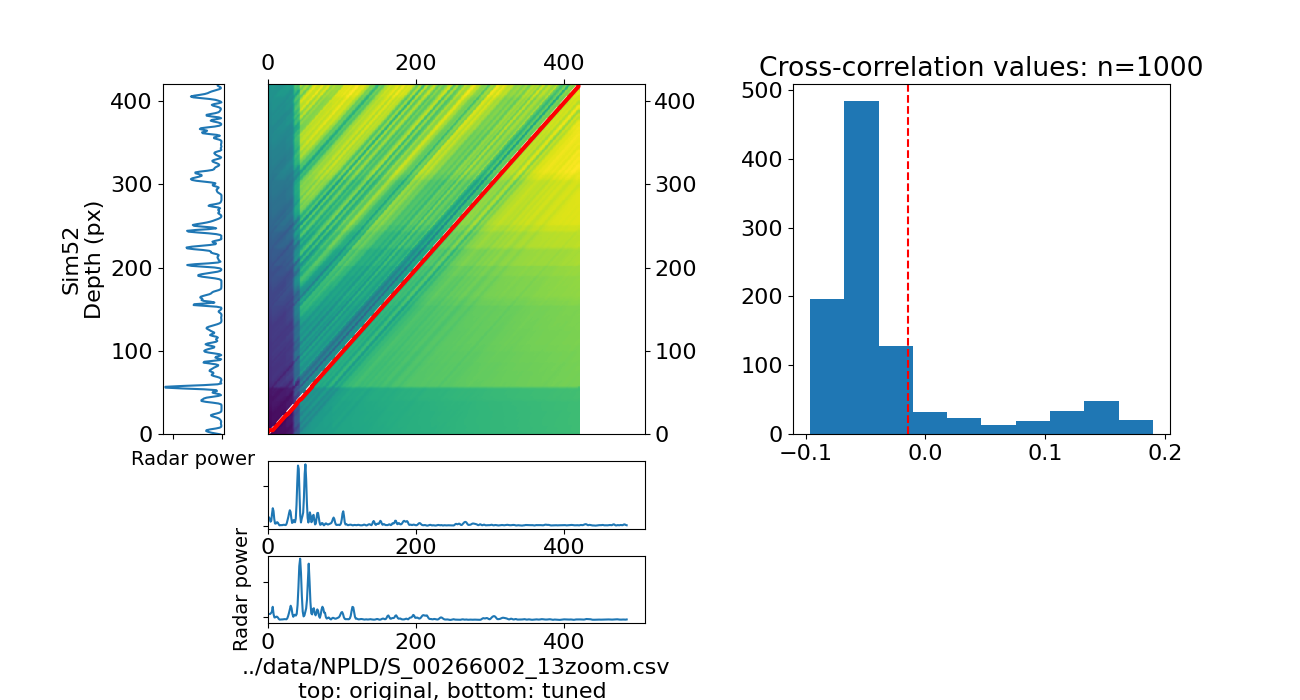 0 200 400
Cross-correlation values: n=1000
400 300 200 100 0
Sim52
Depth (px)
400 300 200 100 0
500 400 300 200 100 0
−0.1 0.0 0.1 0.2
Radar power
0 200 400
Radar power
0 200 400
../data/NPLD/S_00266002_13zoom.csv
top: original, bottom: tuned